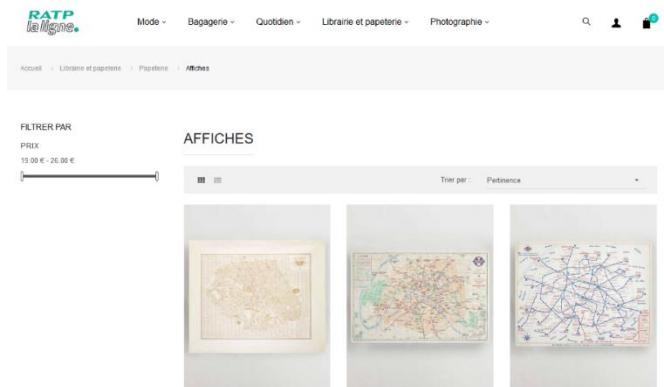 RATP
la ligne.
Mode
Bagagerie
Quotidien
Librairie et papeterie
Photographie
0
Accueil
Librairie et papeterie
Papeterie
Affiches
FILTRER PAR
PRIX
19.00 € - 26.00 €
AFFICHES
Trier par :
Pertinence